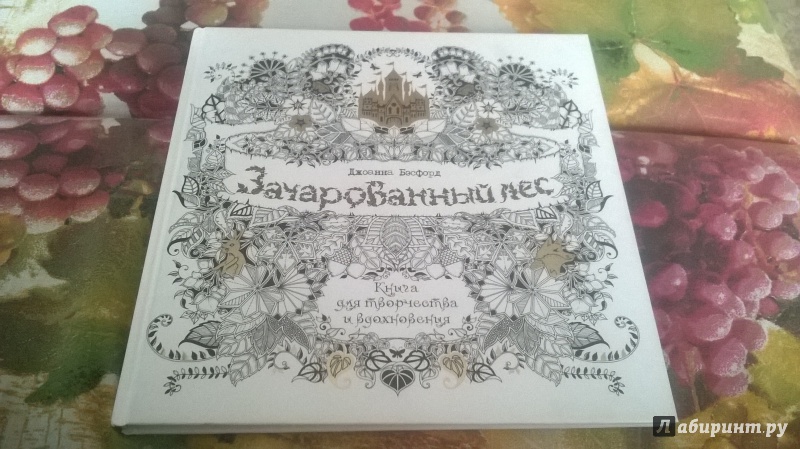 Джоанна Бэсфорд
Зачарованный лес
Книга
для творчества
и вдохновения
Лабиринт.ру